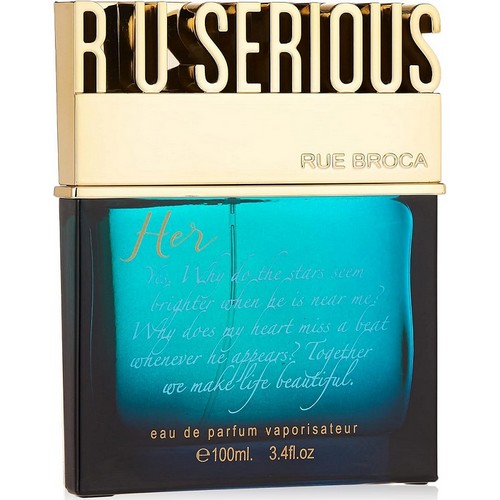 R U SERIOUS
RUE BROCA
Her
Yes, Why do the stars seem
brighter when he is near me?
Why does my heart miss a beat
whenever he appears? Together
we make life beautiful.
eau de parfum vaporisateur
℮100ml. 3.4fl.oz